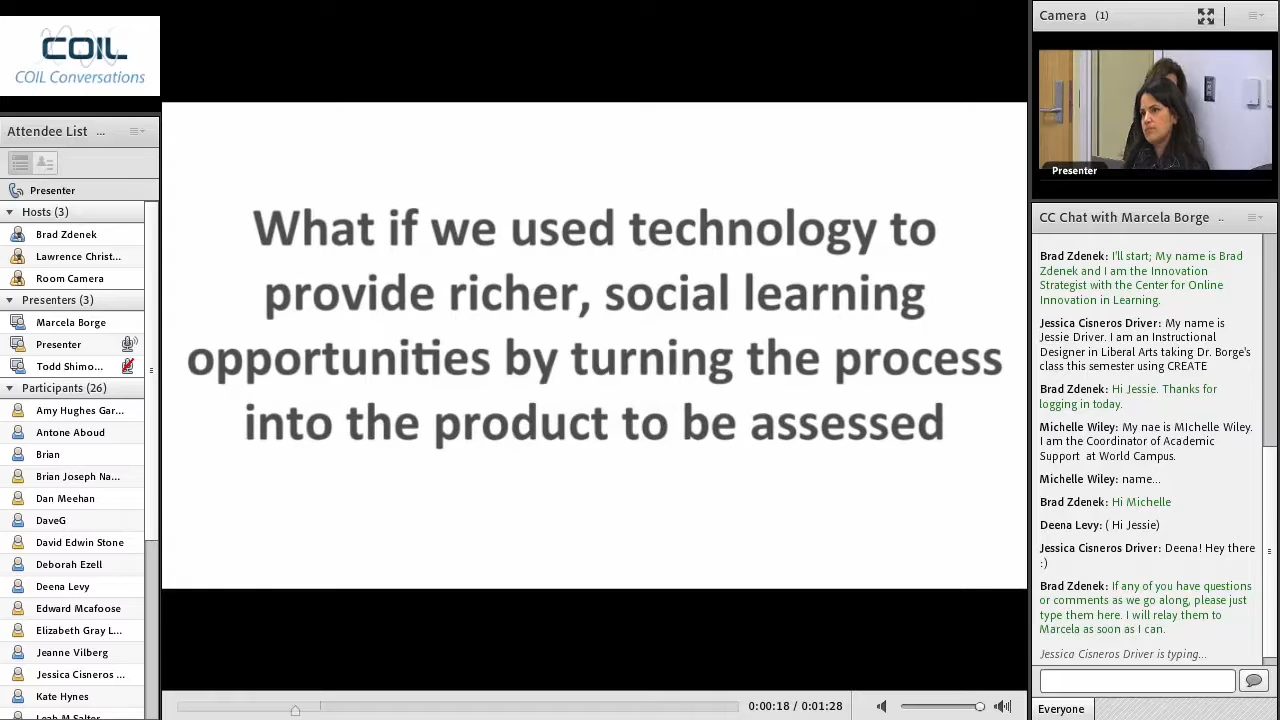 COIL
COIL Conversations
Attendee List ...
Presenter
Hosts (3)
Brad Zdenek
Lawrence Christ...
Room Camera
Presenters (3)
Marcela Borge
Presenter
Todd Shimo...
Participants (26)
Amy Hughes Gar...
Antone Aboud
Brian
Brian Joseph Na...
Dan Meehan
DaveG
David Edwin Stone
Deborah Ezell
Deena Levy
Edward Mcafoose
Elizabeth Gray L...
Jeanne Vilberg
Jessica Cisneros ...
Kate Hynes
Leah M Salter
What if we used technology to
provide richer, social learning
opportunities by turning the process
into the product to be assessed
0:00:18 / 0:01:28
Camera (1)
Presenter
CC Chat with Marcela Borge ..
Brad Zdenek: I'll start; My name is Brad
Zdenek and I am the Innovation
Strategist with the Center for Online
Innovation in Learning.
Jessica Cisneros Driver: My name is
Jessie Driver. I am an Instructional
Designer in Liberal Arts taking Dr. Borge's
class this semester using CREATE
Brad Zdenek: Hi Jessie. Thanks for
logging in today.
Michelle Wiley: My nae is MIchelle Wiley.
I am the Coordinator of Academic
Support at World Campus.
Michelle Wiley: name...
Brad Zdenek: Hi Michelle
Deena Levy: ( Hi Jessie)
Jessica Cisneros Driver: Deena! Hey there
:)
Brad Zdenek: If any of you have questions
or comments as we go along, please just
type them here. I will relay them to
Marcela as soon as I can.
Jessica Cisneros Driver is typing...
Everyone